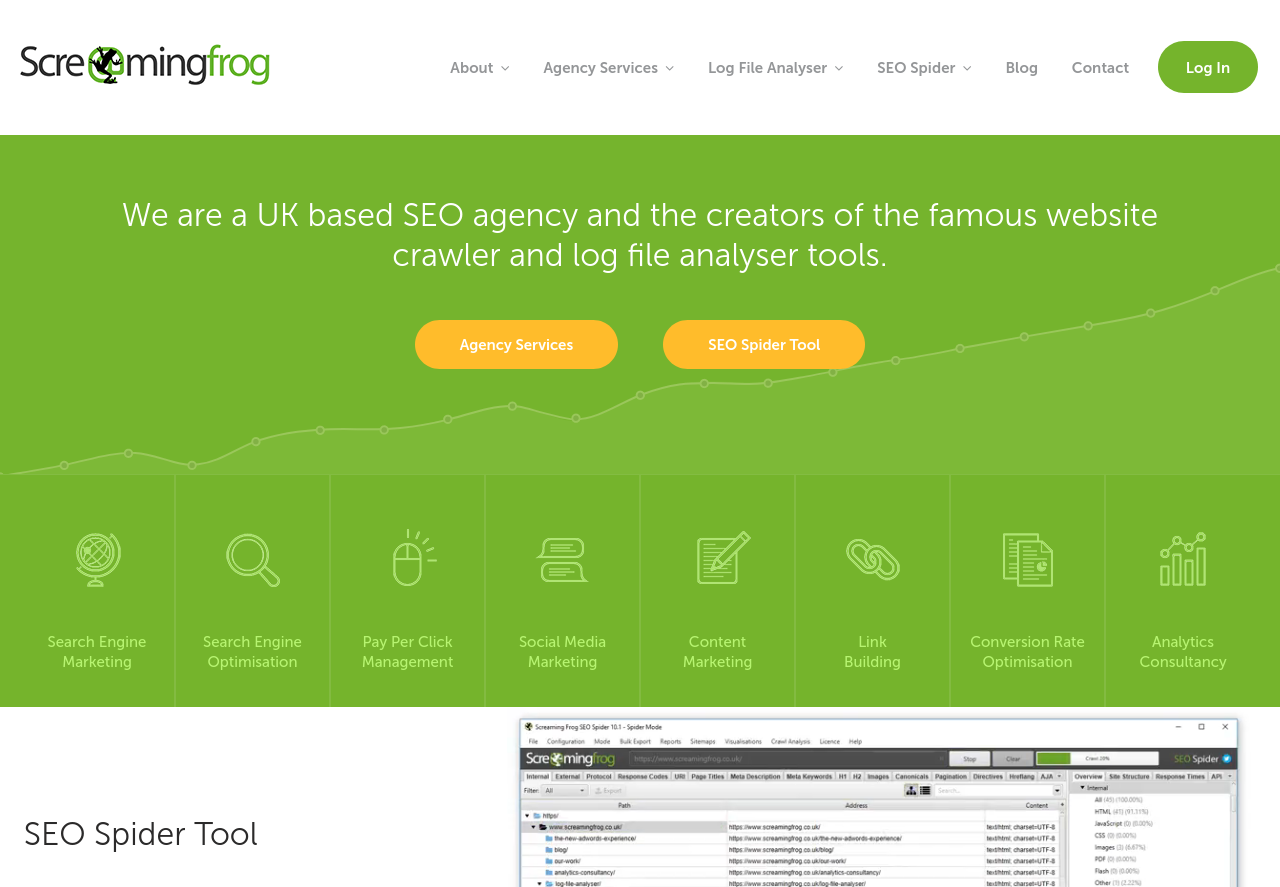 Screamingfrog
About
Agency Services
Log File Analyser
SEO Spider
Blog
Contact
Log In
We are a UK based SEO agency and the creators of the famous website
crawler and log file analyser tools.
Agency Services
SEO Spider Tool
Search Engine
Marketing
Search Engine
Optimisation
Pay Per Click
Management
Social Media
Marketing
Content
Marketing
Link
Building
Conversion Rate
Optimisation
Analytics
Consultancy
SEO Spider Tool
Screaming Frog SEO Spider 10.1 - Spider Mode
File Configuration Mode Bulk Export Reports Sitemaps Visualisations Crawl Analysis Licence Help
Screamingfrog https://www.screamingfrog.co.uk/ Stop Clear Crawl: 20% SEO Spider
Internal External Protocol Response Codes URI Page Titles Meta Description Meta Keywords H1 H2 Images Canonicals Pagination Directives Hreflang AJA
Overview Site Structure Response Times API
Filter: All Export Search...
Internal
Path Address Content
All (45) (100.00%)
https/
HTML (41) (91.11%)
www.screamingfrog.co.uk/ https://www.screamingfrog.co.uk/ text/html; charset=UTF-8
JavaScript (0) (0.00%)
the-new-adwords-experience/ https://www.screamingfrog.co.uk/the-new-adwords-experience/ text/html; charset=UTF-8
CSS (0) (0.00%)
blog/ https://www.screamingfrog.co.uk/blog/ text/html; charset=UTF-8
Images (3) (6.67%)
our-work/ https://www.screamingfrog.co.uk/our-work/ text/html; charset=UTF-8
PDF (0) (0.00%)
analytics-consultancy/ https://www.screamingfrog.co.uk/analytics-consultancy/ text/html; charset=UTF-8
Flash (0) (0.00%)
log-file-analyser/ https://www.screamingfrog.co.uk/log-file-analyser/ text/html; charset=UTF-8
Other (1) (2.22%)